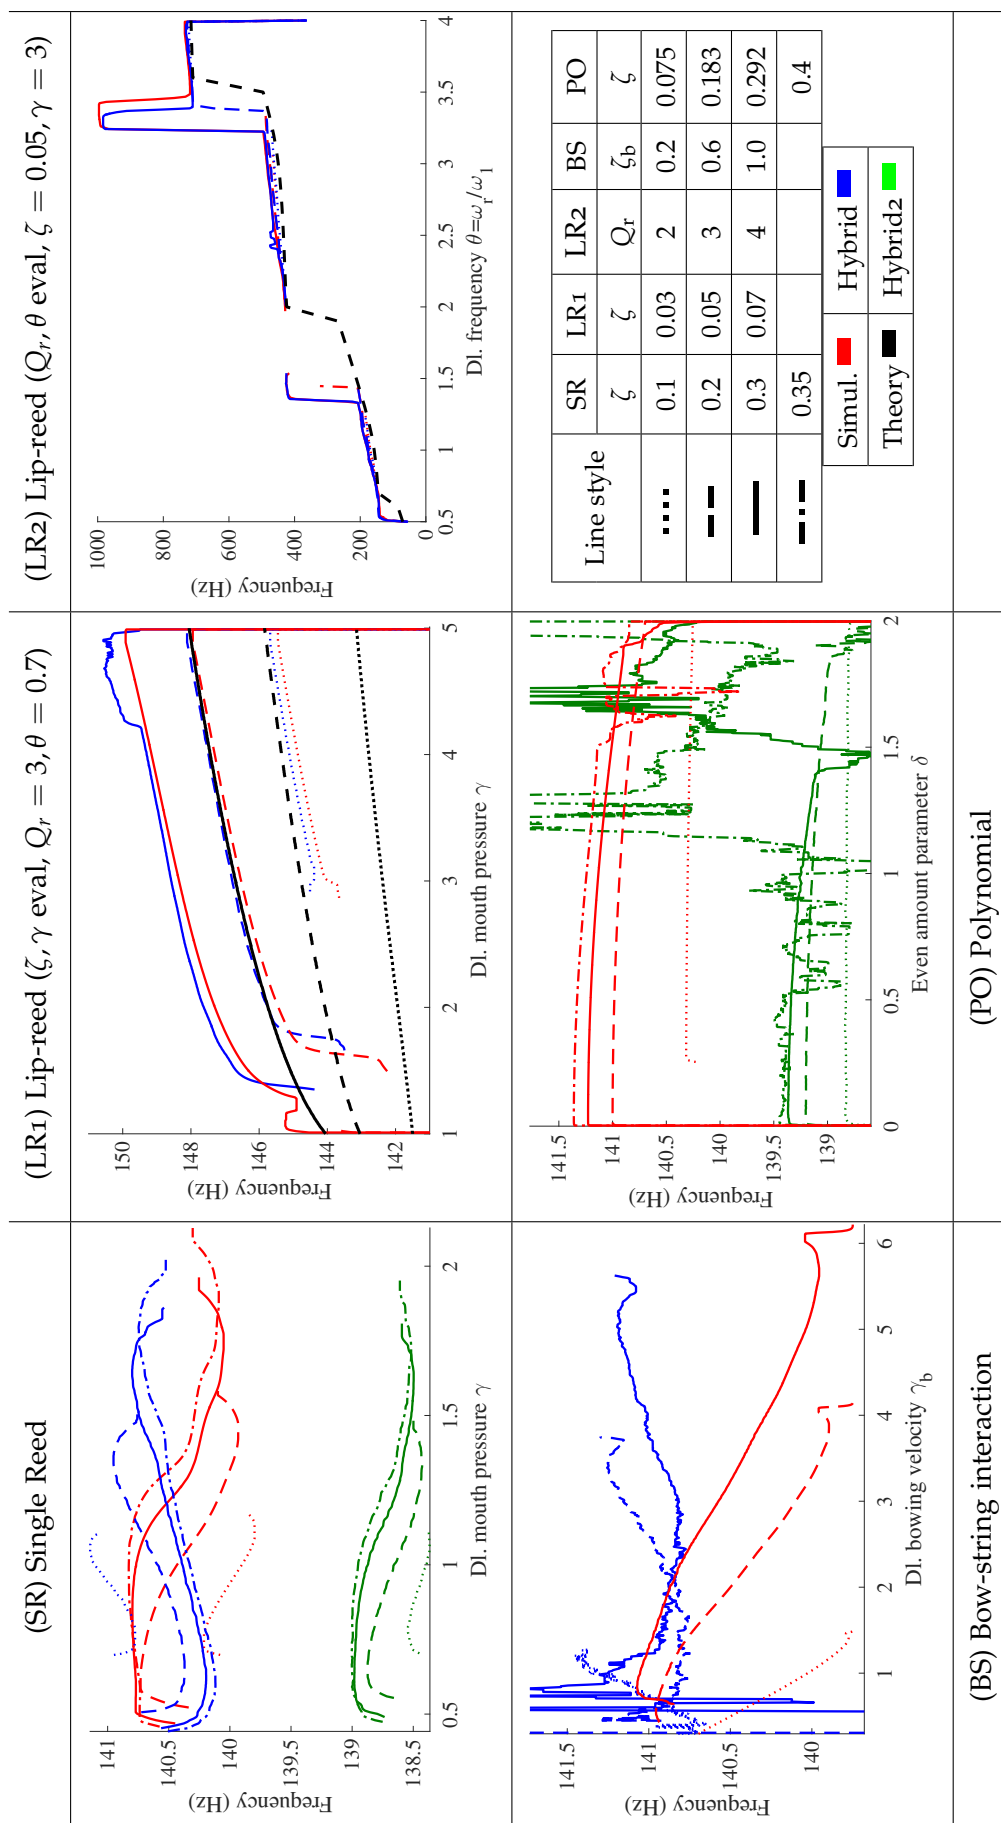 (SR) Single Reed
Frequency (Hz)
141
140.5
140
139.5
139
138.5
0.5 1 1.5 2
Dl. mouth pressure γ
(LR1) Lip-reed (ζ, γ eval, Qr = 3, θ = 0.7)
Frequency (Hz)
150
148
146
144
142
1 2 3 4 5
Dl. mouth pressure γ
(LR2) Lip-reed (Qr, θ eval, ζ = 0.05, γ = 3)
Frequency (Hz)
1000
800
600
400
200
0
0.5 1 1.5 2 2.5 3 3.5 4
Dl. frequency θ=ωr/ω1
Frequency (Hz)
141.5
141
140.5
140
1 2 3 4 5 6
Dl. bowing velocity γb
(BS) Bow-string interaction
Frequency (Hz)
141.5
141
140.5
140
139.5
139
0 0.5 1 1.5 2
Even amount parameter δ
(PO) Polynomial
Line style SR LR1 LR2 BS PO
ζ ζ Qr ζb ζ
0.1 0.03 2 0.2 0.075
0.2 0.05 3 0.6 0.183
0.3 0.07 4 1.0 0.292
0.35 0.4
Simul. Hybrid
Theory Hybrid2